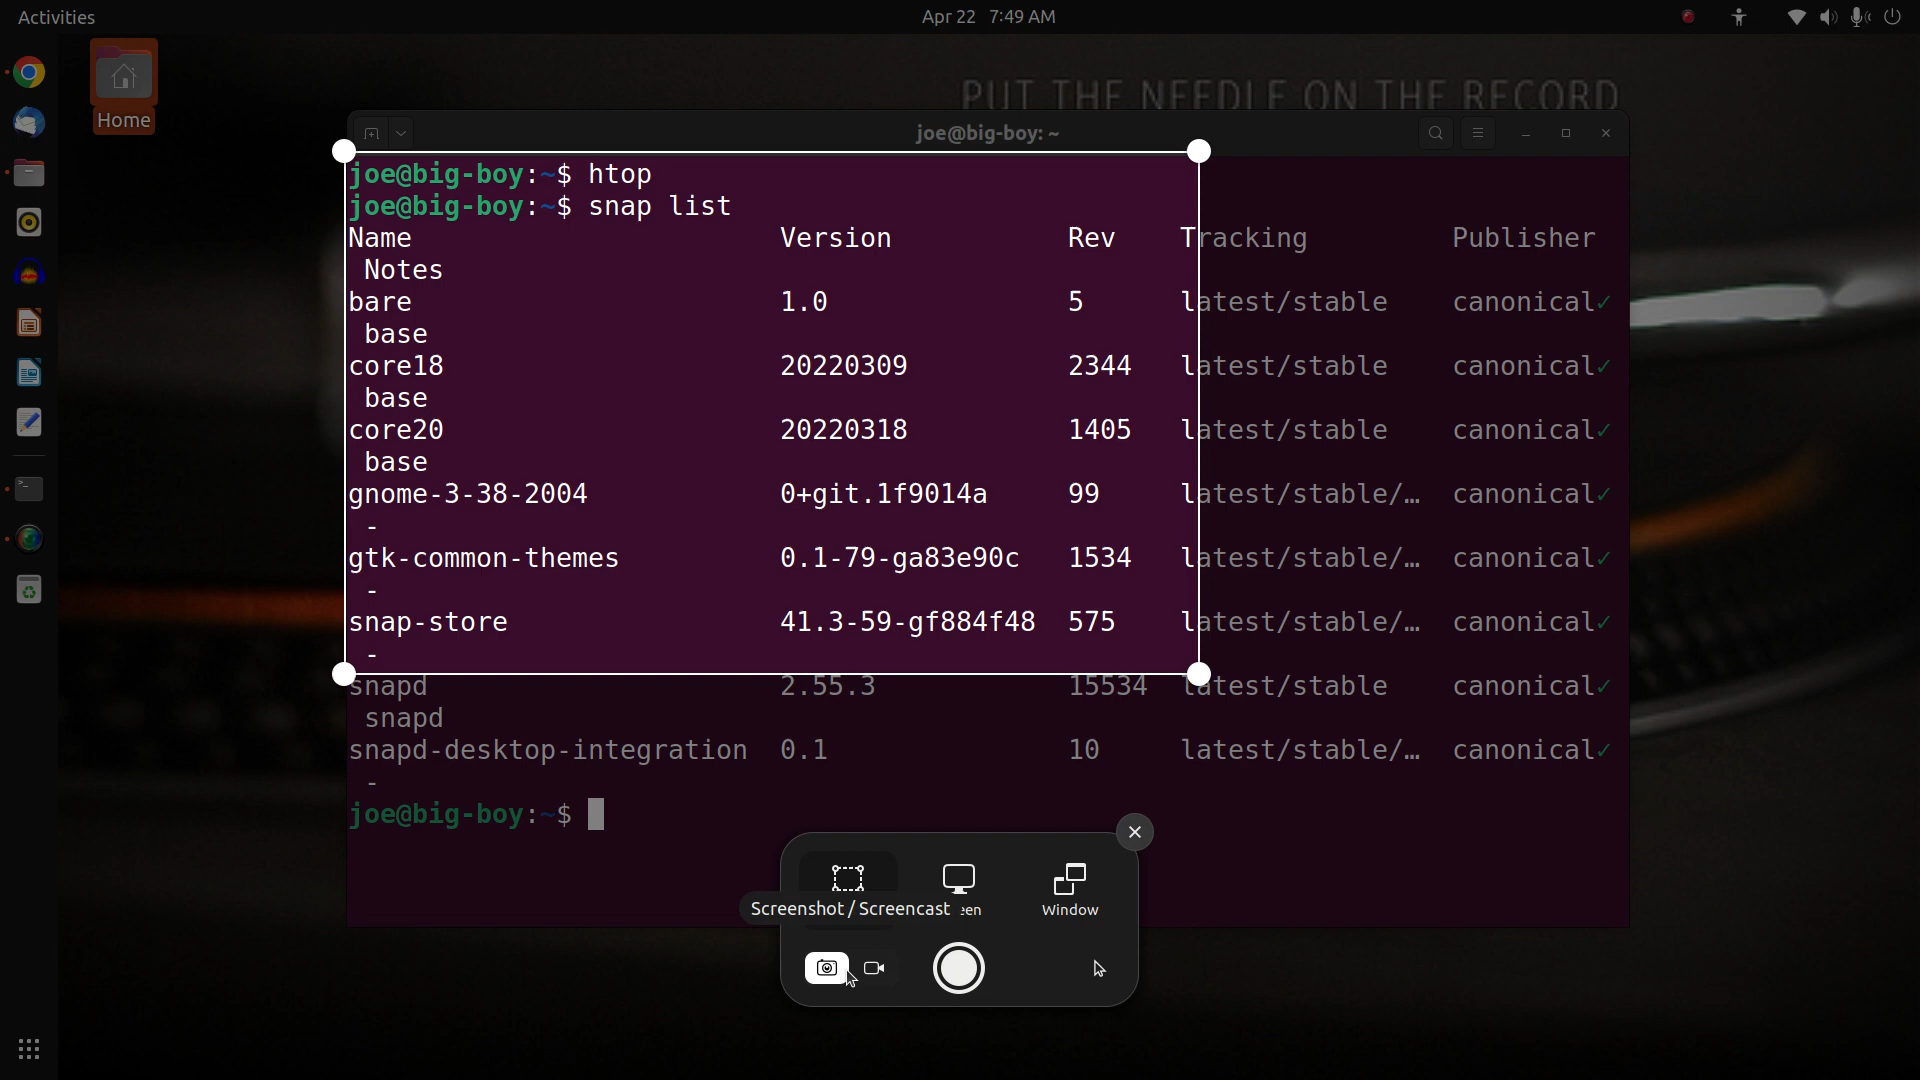 Activities
Apr 22 7:49 AM
Home
PUT THE NEEDLE ON THE RECORD
joe@big-boy: ~
joe@big-boy:~$ htop
joe@big-boy:~$ snap list
Name Version Rev Tracking Publisher
Notes
bare 1.0 5 latest/stable canonical✓
base
core18 20220309 2344 latest/stable canonical✓
base
core20 20220318 1405 latest/stable canonical✓
base
gnome-3-38-2004 0+git.1f9014a 99 latest/stable/… canonical✓
-
gtk-common-themes 0.1-79-ga83e90c 1534 latest/stable/… canonical✓
-
snap-store 41.3-59-gf884f48 575 latest/stable/… canonical✓
-
snapd 2.55.3 15534 latest/stable canonical✓
snapd
snapd-desktop-integration 0.1 10 latest/stable/… canonical✓
-
joe@big-boy:~$
Screenshot / Screencast
Window